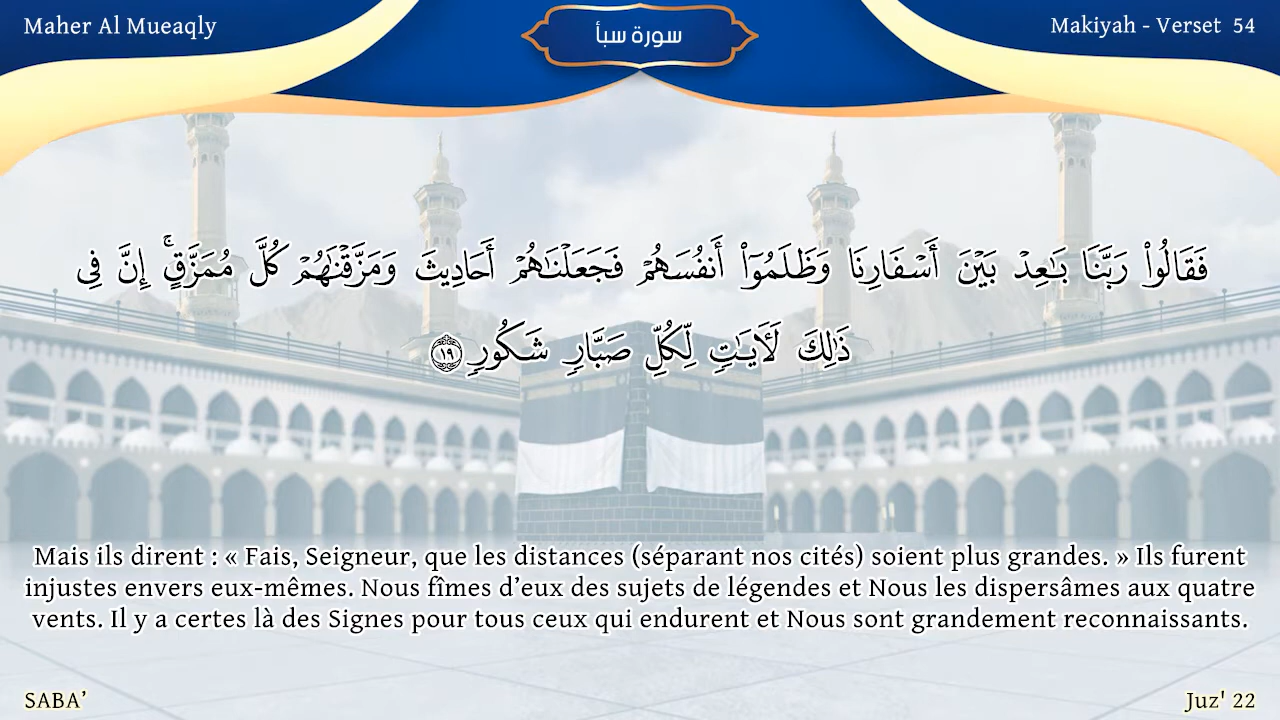 Maher Al Mueaqly
سورة سبأ
Makiyah - Verset 54
فَقَالُوا۟ رَبَّنَا بَـٰعِدْ بَيْنَ أَسْفَارِنَا وَظَلَمُوٓا۟ أَنفُسَهُمْ فَجَعَلْنَـٰهُمْ أَحَادِيثَ وَمَزَّقْنَـٰهُمْ كُلَّ مُمَزَّقٍ ۚ إِنَّ فِى
ذَٰلِكَ لَـَٔايَـٰتٍ لِّكُلِّ صَبَّارٍ شَكُورٍ ١٩
Mais ils dirent : « Fais, Seigneur, que les distances (séparant nos cités) soient plus grandes. » Ils furent
injustes envers eux-mêmes. Nous fîmes d’eux des sujets de légendes et Nous les dispersâmes aux quatre
vents. Il y a certes là des Signes pour tous ceux qui endurent et Nous sont grandement reconnaissants.
SABA’
Juz' 22